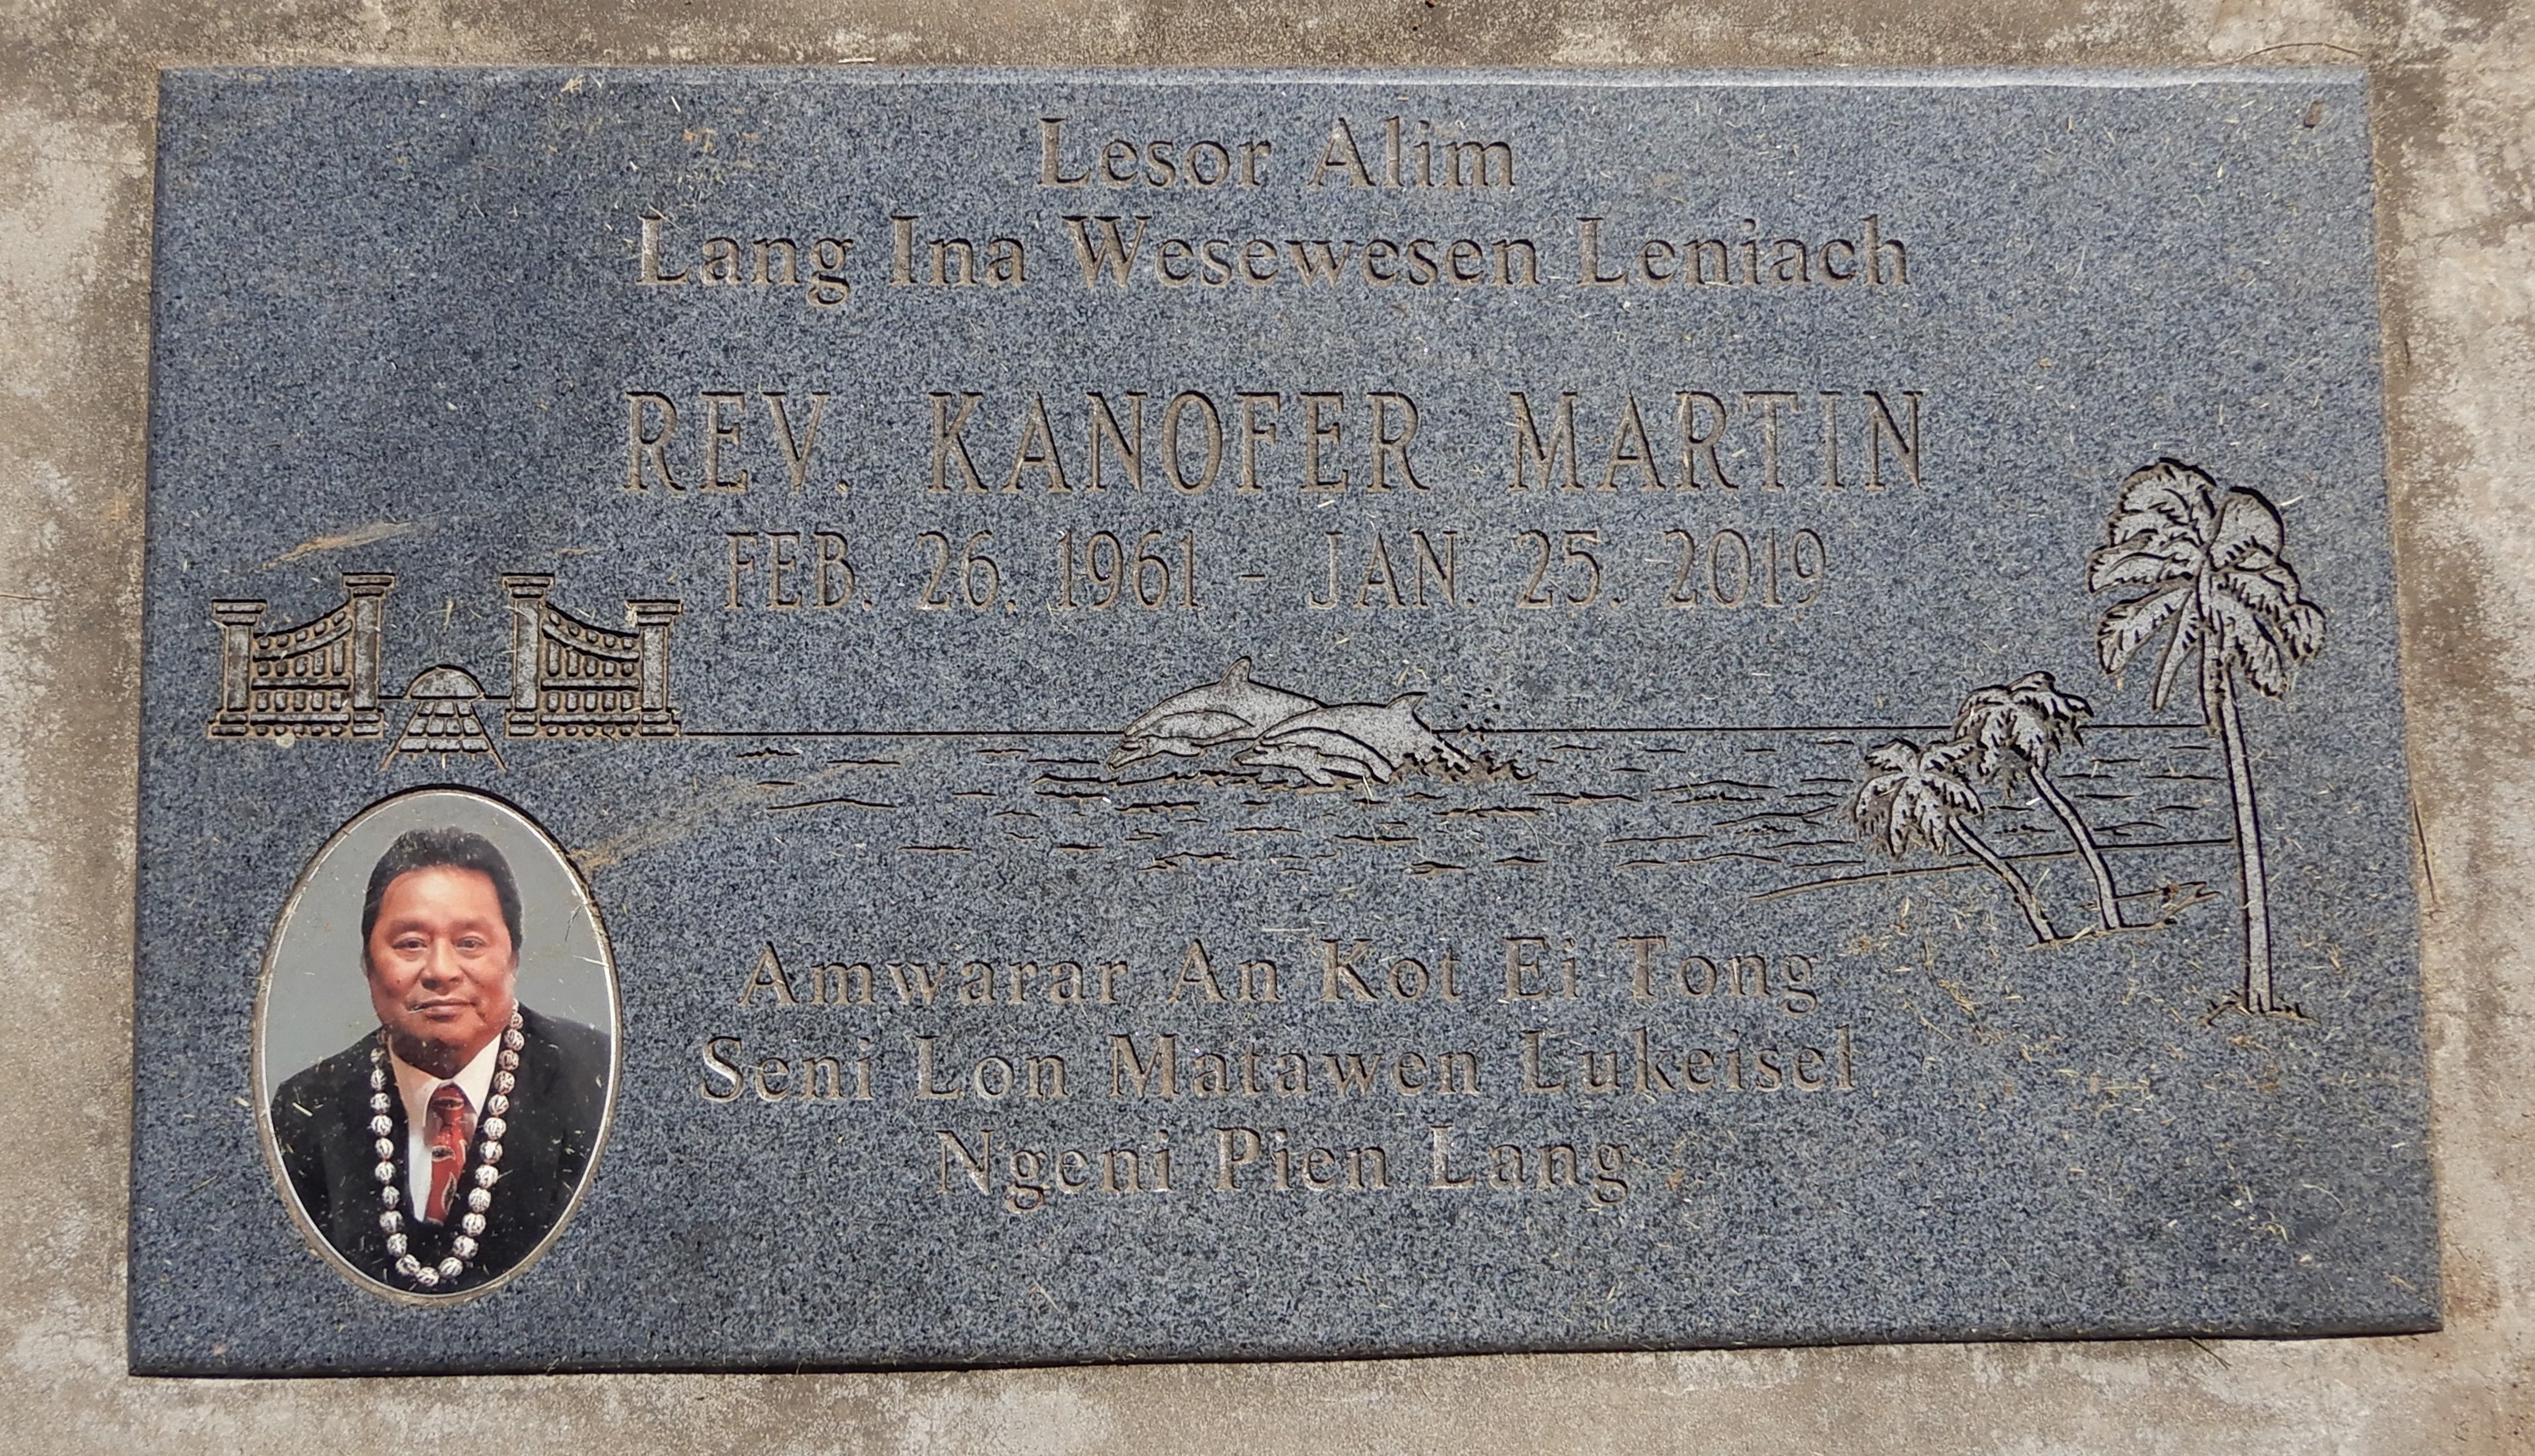 Lesor Alim
Lang Ina Wesewesen Leniach
REV. KANOFER MARTIN
FEB. 26, 1961 - JAN. 25, 2019
Amwarar An Kot Ei Tong
Seni Lon Matawen Lukeisel
Ngeni Pien Lang